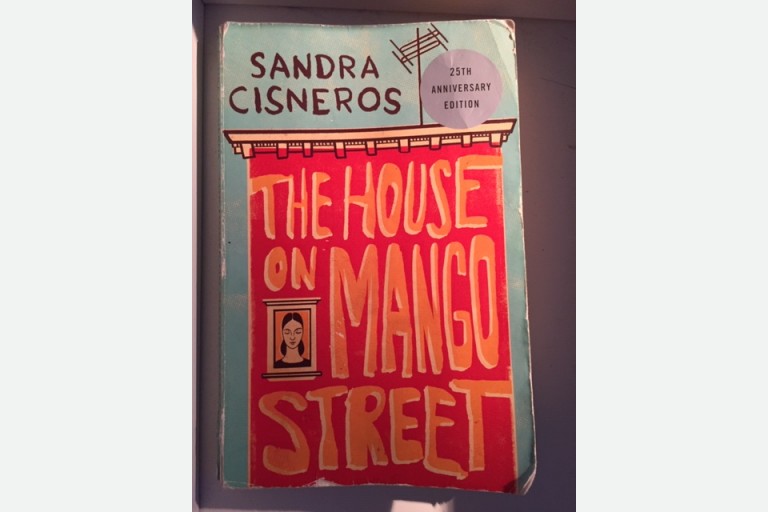 SANDRA
CISNEROS
25TH
ANNIVERSARY
EDITION
THE HOUSE
ON MANGO
STREET